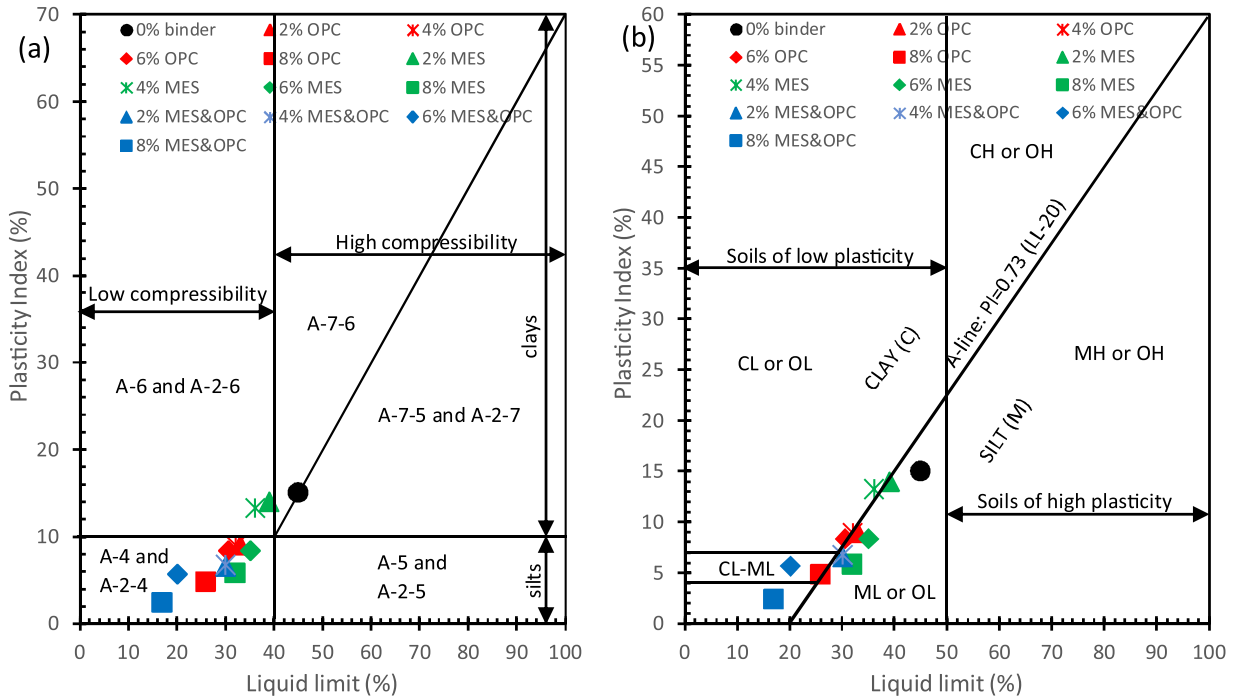 (a)
0% binder 2% OPC 4% OPC
6% OPC 8% OPC 2% MES
4% MES 6% MES 8% MES
2% MES&OPC 4% MES&OPC 6% MES&OPC
8% MES&OPC
70
60
50
40
30
20
10
0
Plasticity Index (%)
High compressibility
Low compressibility
A-7-6
clays
A-6 and A-2-6
A-7-5 and A-2-7
A-4 and
A-2-4
A-5 and
A-2-5
silts
0 10 20 30 40 50 60 70 80 90 100
Liquid limit (%)
(b)
0% binder 2% OPC 4% OPC
6% OPC 8% OPC 2% MES
4% MES 6% MES 8% MES
2% MES&OPC 4% MES&OPC 6% MES&OPC
8% MES&OPC
60
55
50
45
40
35
30
25
20
15
10
5
0
Plasticity Index (%)
CH or OH
Soils of low plasticity
A-line: PI=0.73 (LL-20)
CLAY (C)
CL or OL
MH or OH
SILT (M)
Soils of high plasticity
CL-ML
ML or OL
0 10 20 30 40 50 60 70 80 90 100
Liquid limit (%)